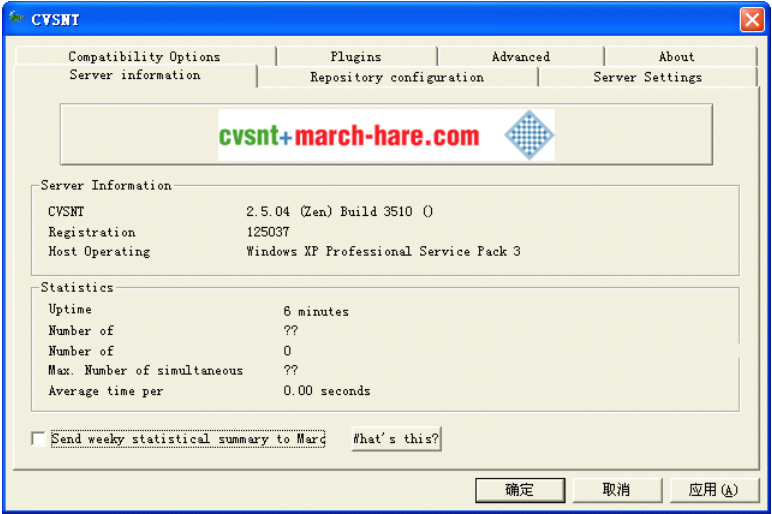 CVSNT
Compatibility Options Plugins Advanced About
Server information Repository configuration Server Settings
cvsnt+march-hare.com
Server Information
CVSNT 2.5.04 (Zen) Build 3510 ()
Registration 125037
Host Operating Windows XP Professional Service Pack 3
Statistics
Uptime 6 minutes
Number of ??
Number of 0
Max. Number of simultaneous ??
Average time per 0.00 seconds
Send weeky statistical summary to Marc What's this?
确定 取消 应用(A)